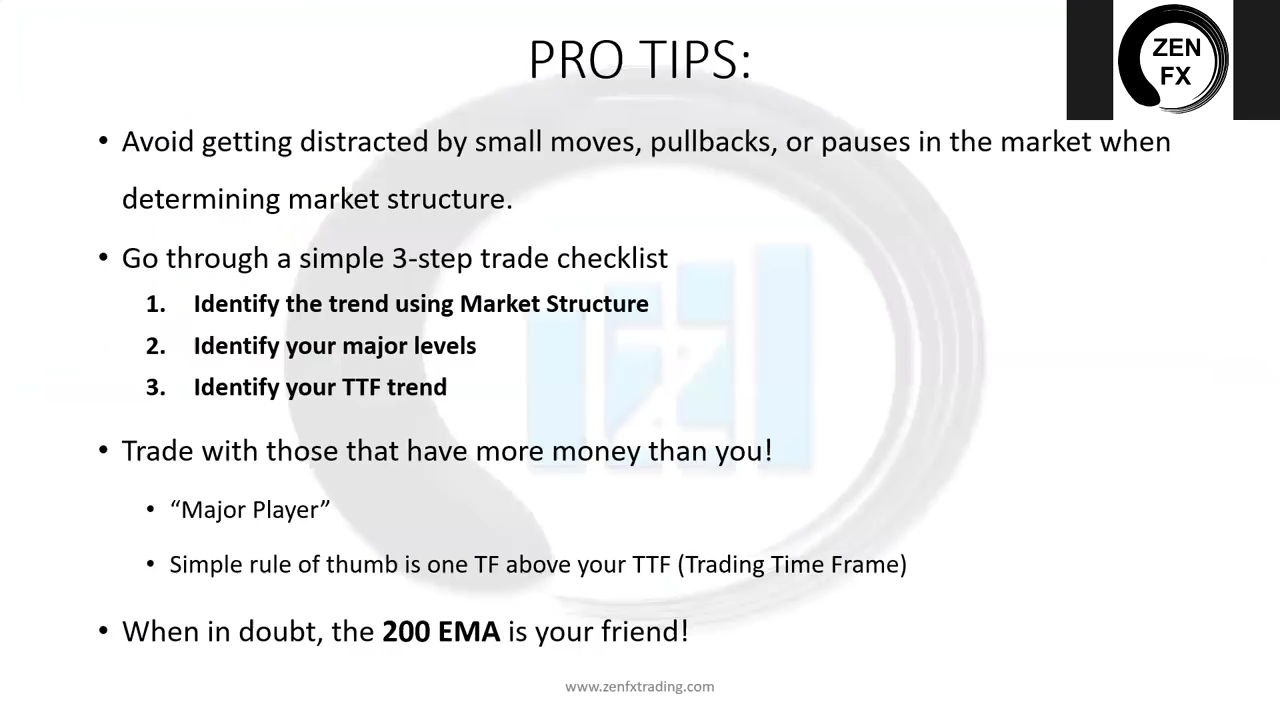 PRO TIPS:
ZEN
FX
• Avoid getting distracted by small moves, pullbacks, or pauses in the market when
determining market structure.
• Go through a simple 3-step trade checklist
1. Identify the trend using Market Structure
2. Identify your major levels
3. Identify your TTF trend
• Trade with those that have more money than you!
• “Major Player”
• Simple rule of thumb is one TF above your TTF (Trading Time Frame)
• When in doubt, the 200 EMA is your friend!
www.zenfxtrading.com